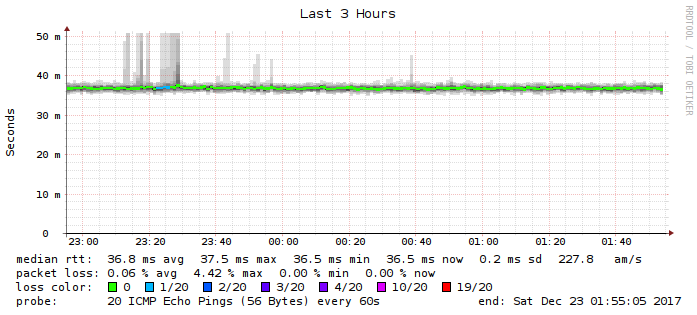 Last 3 Hours
RRDTOOL / TOBI OETIKER
Seconds
50 m
40 m
30 m
20 m
10 m
0
23:00 23:20 23:40 00:00 00:20 00:40 01:00 01:20 01:40
median rtt: 36.8 ms avg 37.5 ms max 36.5 ms min 36.5 ms now 0.2 ms sd 227.8 am/s
packet loss: 0.06 % avg 4.42 % max 0.00 % min 0.00 % now
loss color: 0 1/20 2/20 3/20 4/20 10/20 19/20
probe: 20 ICMP Echo Pings (56 Bytes) every 60s end: Sat Dec 23 01:55:05 2017